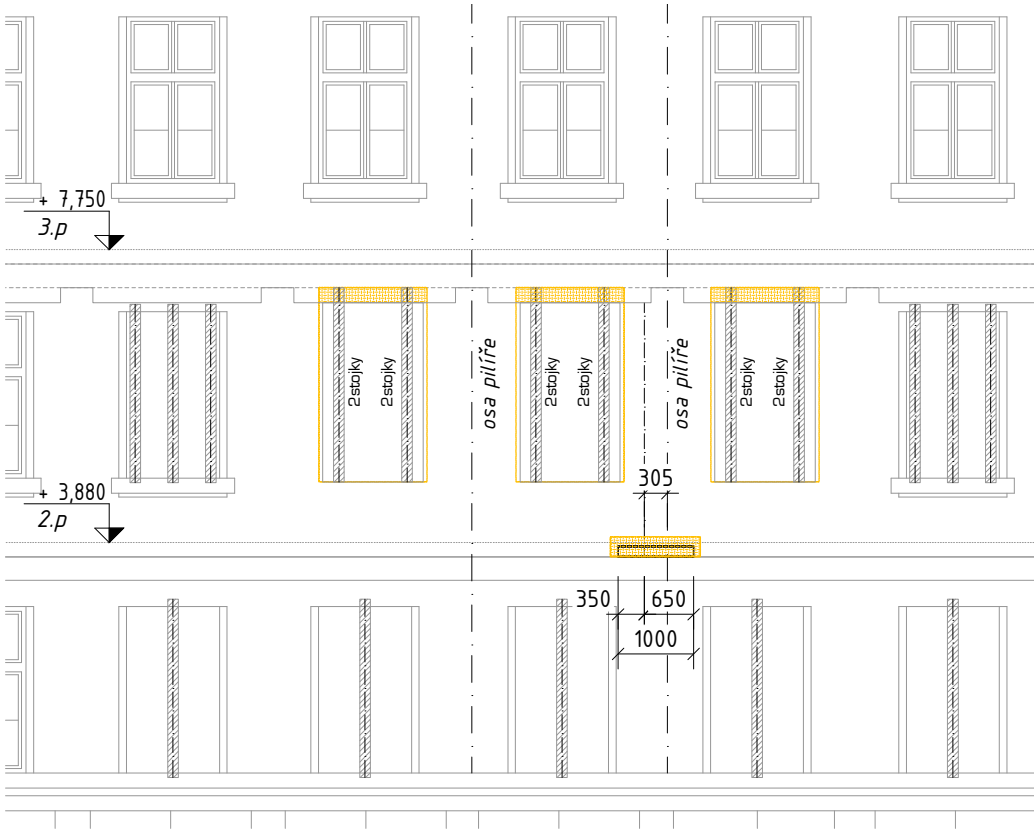 + 7,750
3.p
2stojky
2stojky
osa pilíře
2stojky
2stojky
osa pilíře
2stojky
2stojky
305
+ 3,880
2.p
350
650
1000